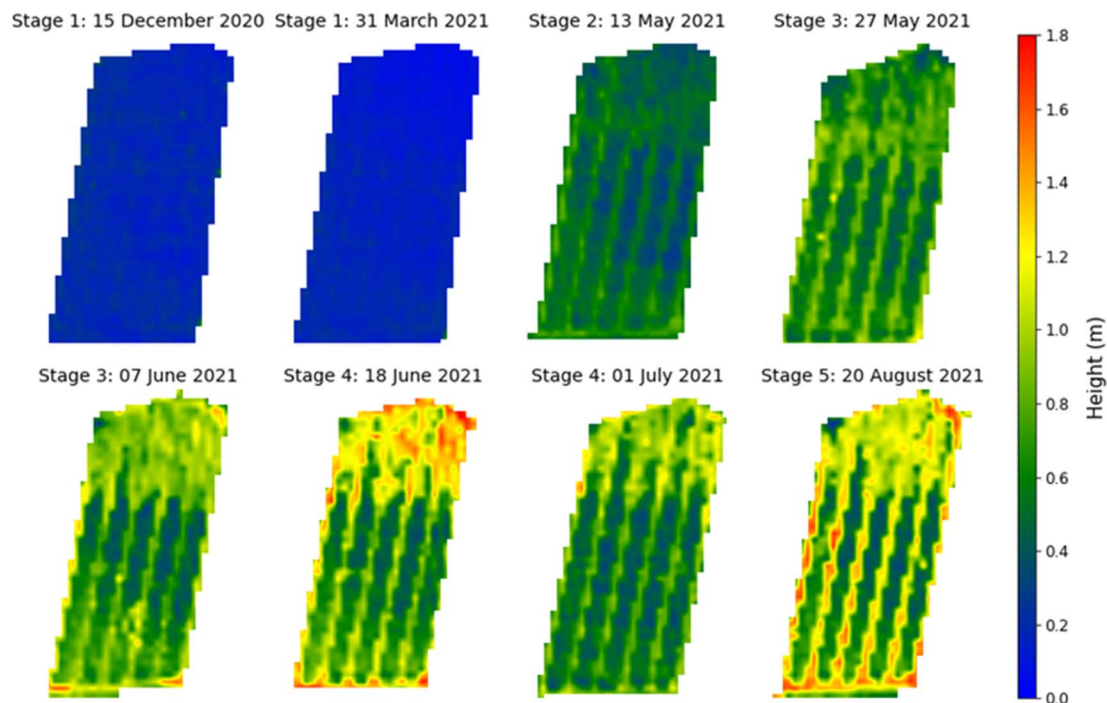 Stage 1: 15 December 2020
Stage 1: 31 March 2021
Stage 2: 13 May 2021
Stage 3: 27 May 2021
Stage 3: 07 June 2021
Stage 4: 18 June 2021
Stage 4: 01 July 2021
Stage 5: 20 August 2021
1.8
1.6
1.4
1.2
1.0
0.8
0.6
0.4
0.2
0.0
Height (m)